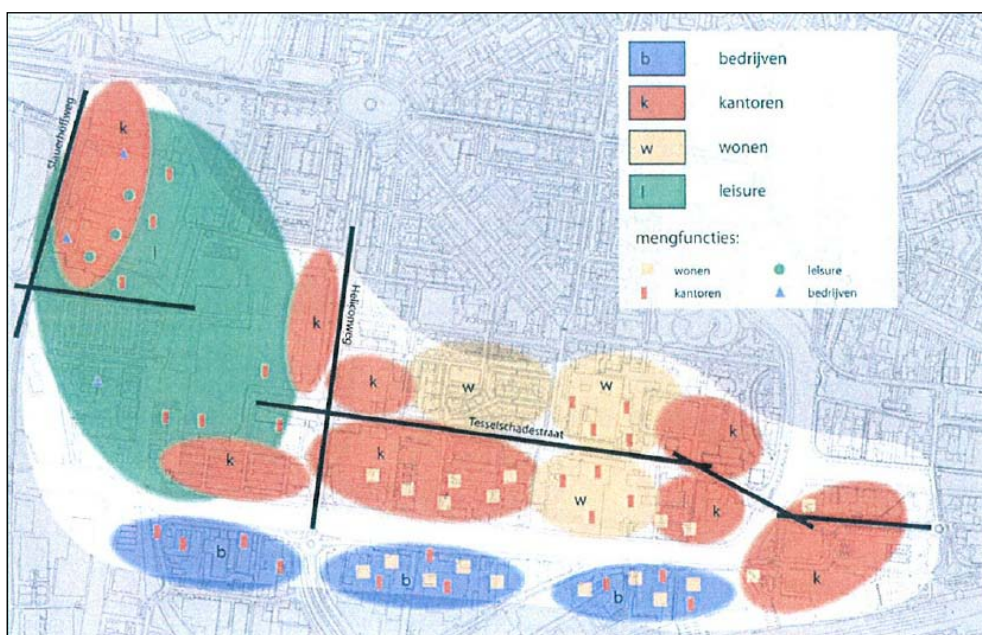 b bedrijven
k kantoren
w wonen
l leisure
mengfuncties:
wonen leisure
kantoren bedrijven
Slauerhoffweg
k
l
Heliconweg
k
k
w
w
Tesselschadestraat
k
k
k
w
k
k
b
b
b